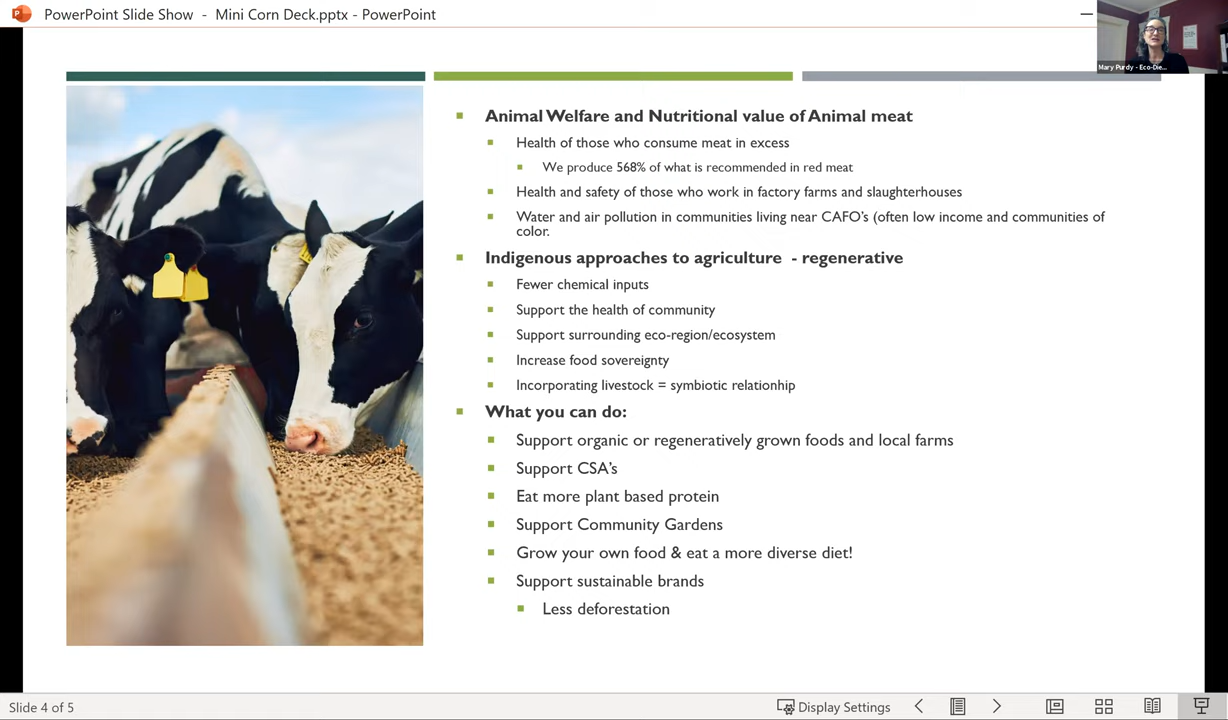 PowerPoint Slide Show - Mini Corn Deck.pptx - PowerPoint
Mary Purdy - Eco-Die...
Animal Welfare and Nutritional value of Animal meat
Health of those who consume meat in excess
We produce 568% of what is recommended in red meat
Health and safety of those who work in factory farms and slaughterhouses
Water and air pollution in communities living near CAFO's (often low income and communities of
color.
Indigenous approaches to agriculture - regenerative
Fewer chemical inputs
Support the health of community
Support surrounding eco-region/ecosystem
Increase food sovereignty
Incorporating livestock = symbiotic relationhip
What you can do:
Support organic or regeneratively grown foods and local farms
Support CSA's
Eat more plant based protein
Support Community Gardens
Grow your own food & eat a more diverse diet!
Support sustainable brands
Less deforestation
Slide 4 of 5
Display Settings